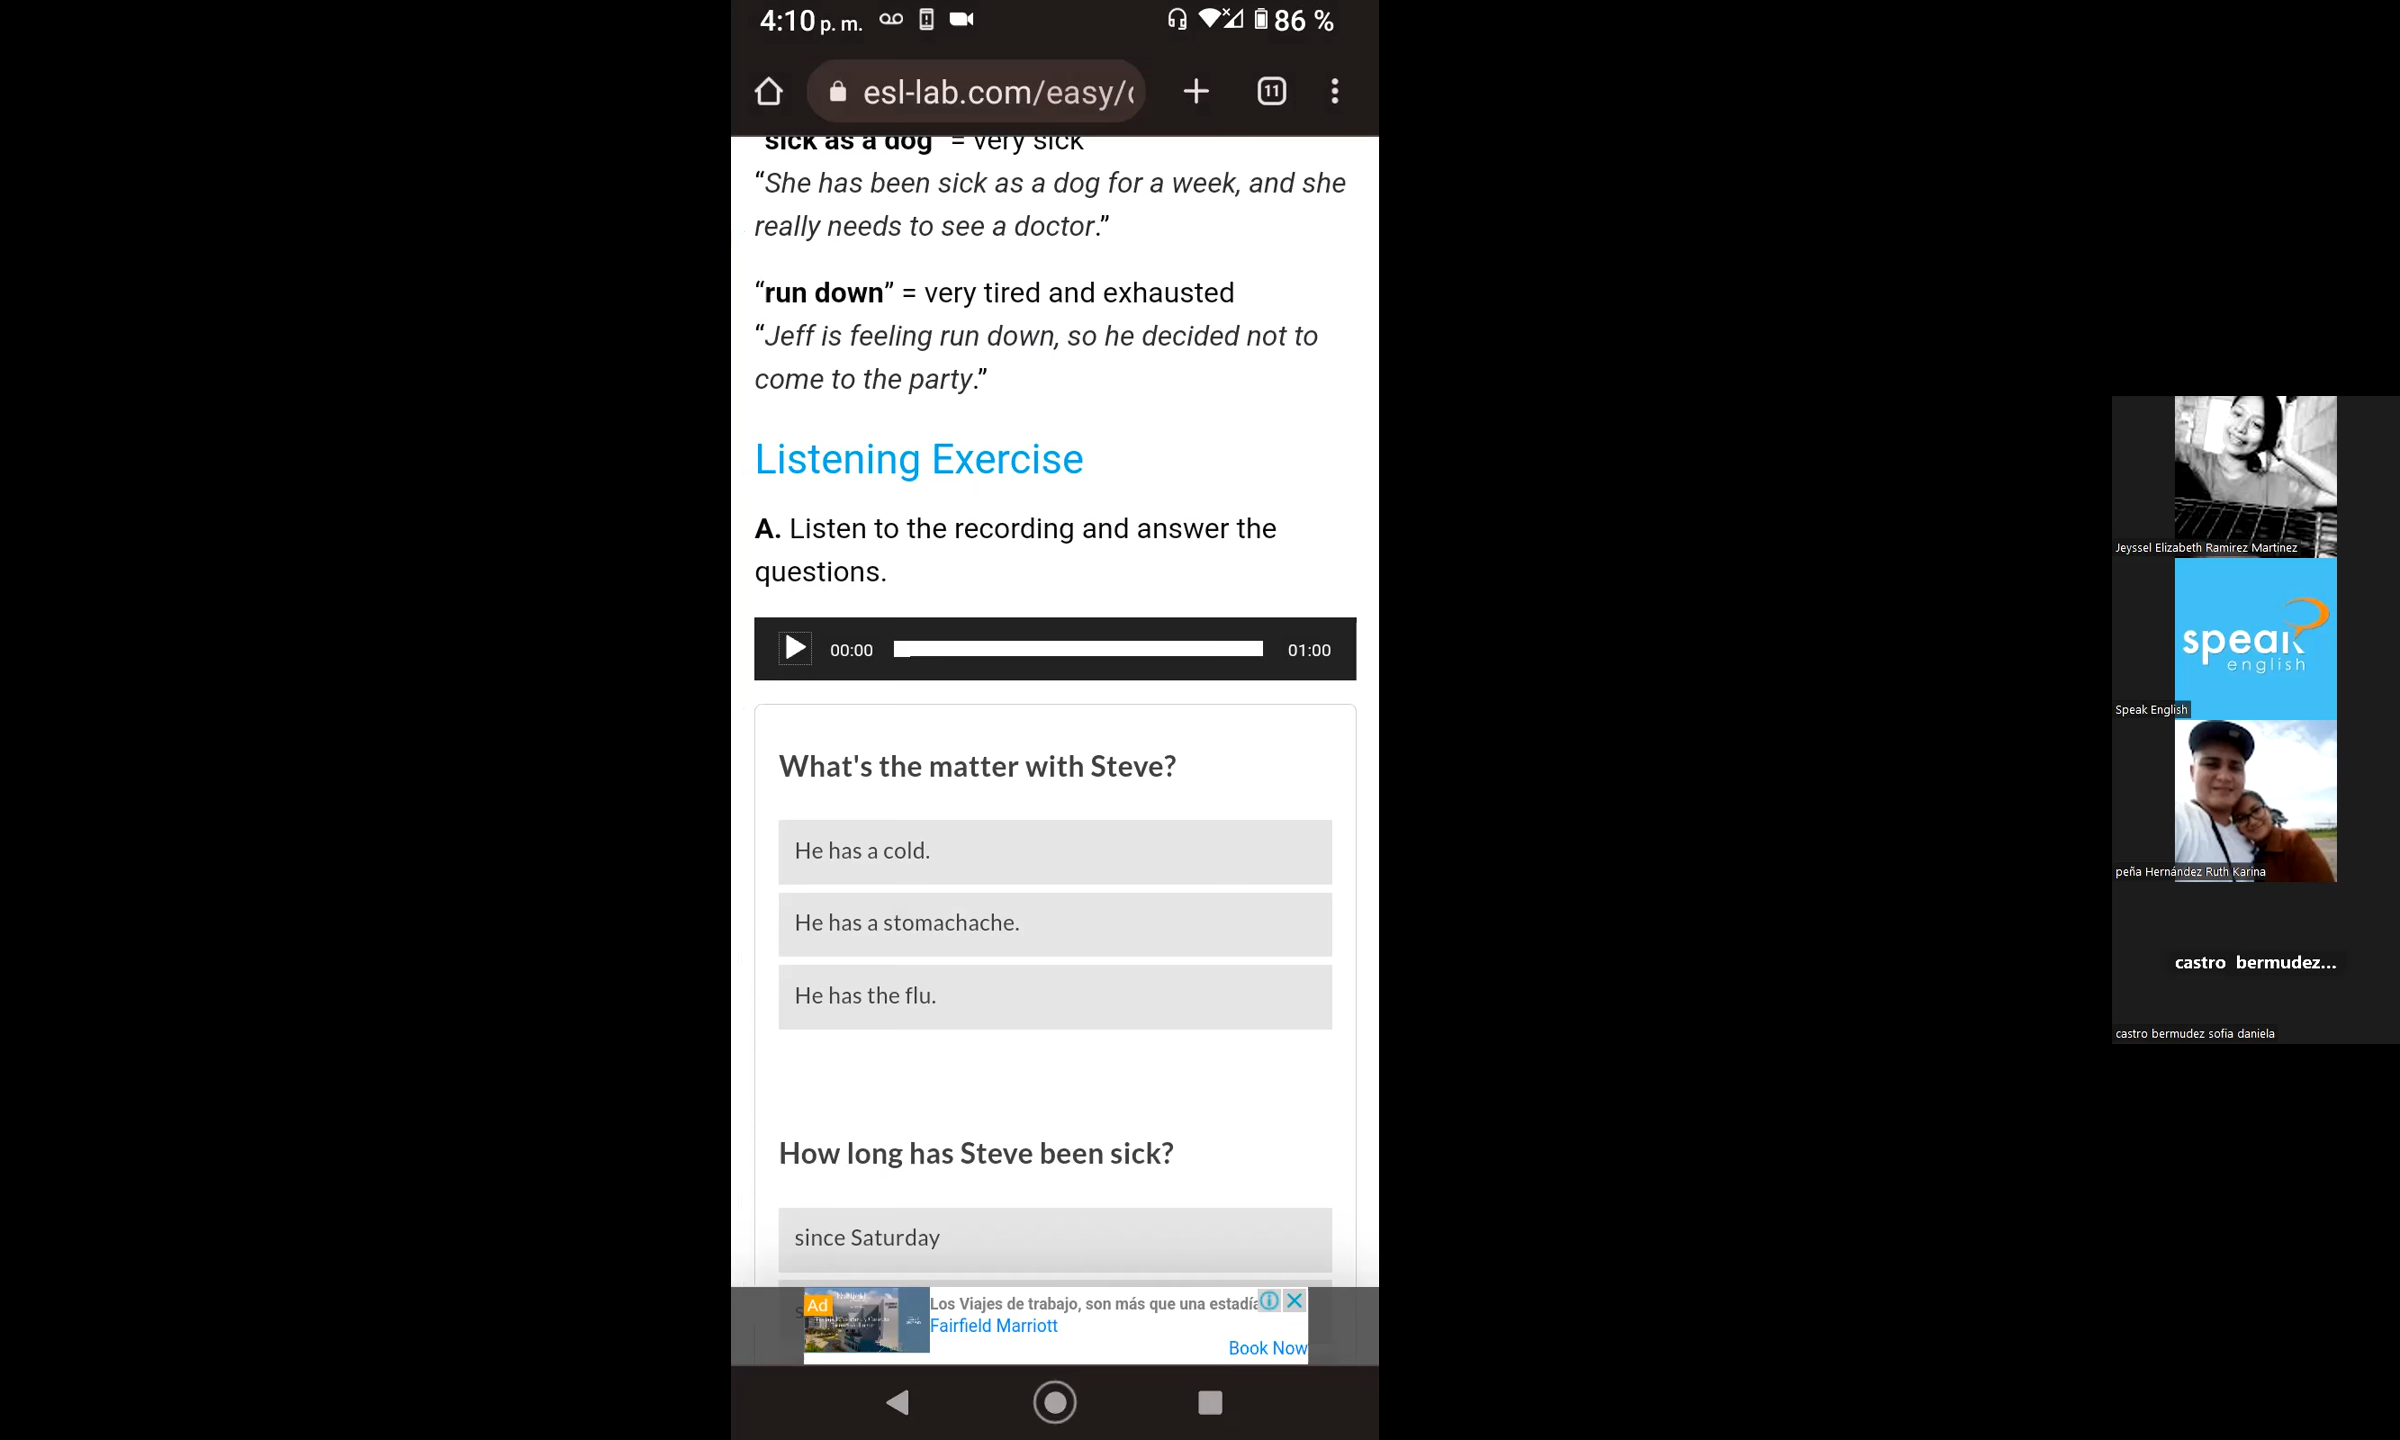 4:10 p. m.
86 %
esl-lab.com/easy/
11
"sick as a dog" = very sick
“She has been sick as a dog for a week, and she
really needs to see a doctor.”
“run down” = very tired and exhausted
“Jeff is feeling run down, so he decided not to
come to the party.”
Listening Exercise
A. Listen to the recording and answer the
questions.
00:00
01:00
What's the matter with Steve?
He has a cold.
He has a stomachache.
He has the flu.
How long has Steve been sick?
since Saturday
Ad
Los Viajes de trabajo, son más que una estadía
Fairfield Marriott
Book Now
Jeyssel Elizabeth Ramirez Martinez
speak
english
Speak English
peña Hernández Ruth Karina
castro bermudez...
castro bermudez sofia daniela